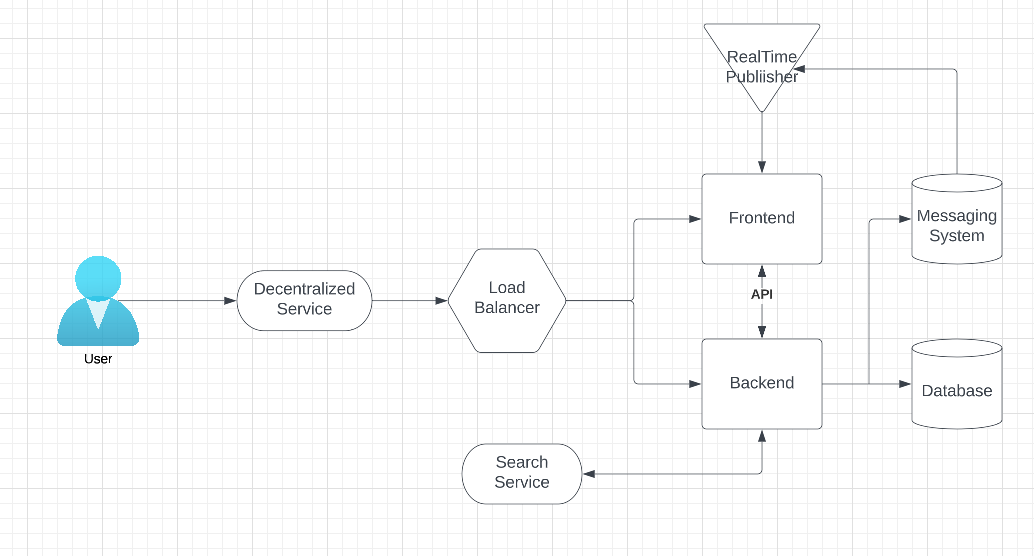 RealTime
Publiisher
Frontend
Messaging
System
API
Decentralized
Service
Load
Balancer
User
Backend
Database
Search
Service